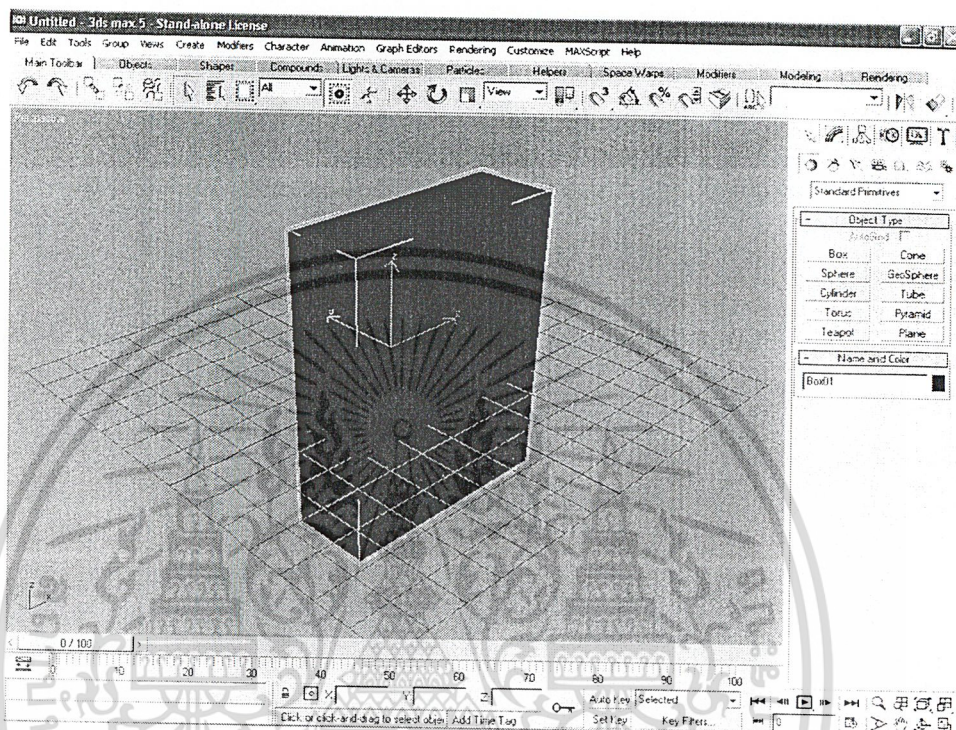 Untitled - 3ds max 5 - Stand-alone License
File Edit Tools Group Views Create Modifiers Character Animation Graph Editors Rendering Customize MAXScript Help
Main Toolbar Objects Shapes Compounds Lights & Cameras Particles Helpers Space Warps Modifiers Modeling Rendering
All View
Perspective
Standard Primitives
Object Type
AutoGrid
Box Cone
Sphere GeoSphere
Cylinder Tube
Torus Pyramid
Teapot Plane
Name and Color
Box01
z
x
0 / 100
0 10 20 30 40 50 60 70 80 90 100
X: Y: Z: Auto Key Selected
Click or click-and-drag to select objec Add Time Tag Set Key Key Filters... 0